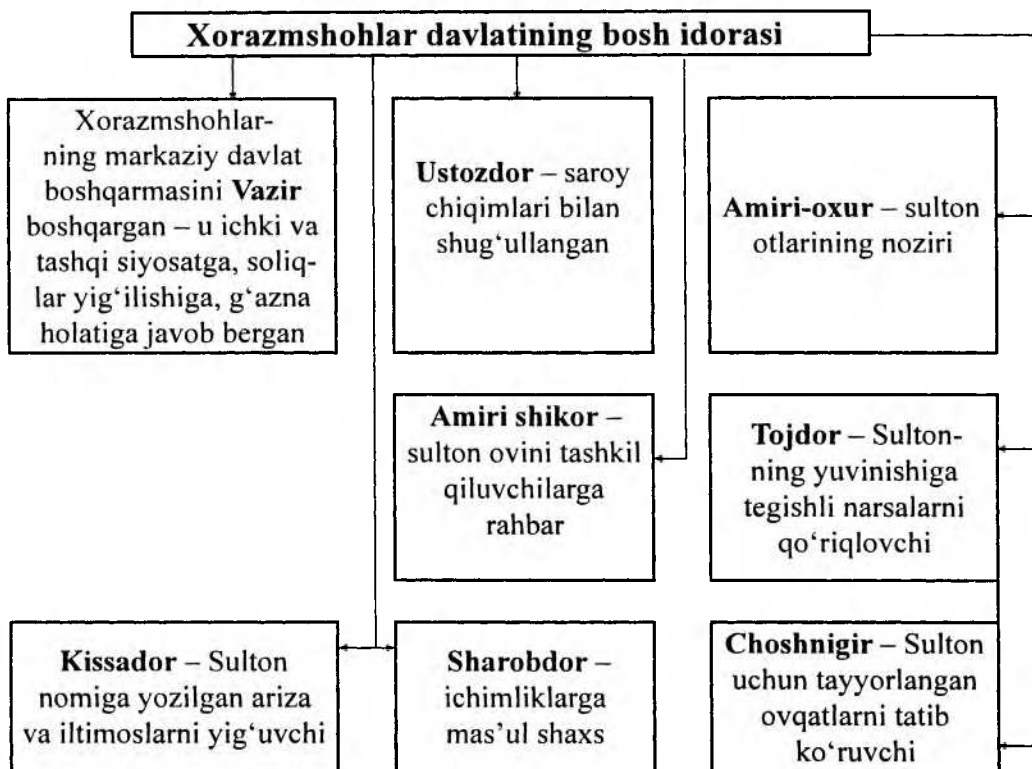 Xorazmshohlar davlatining bosh idorasi
Xorazmshohlar-
ning markaziy davlat
boshqarmasini Vazir
boshqargan – u ichki va
tashqi siyosatga, soliq-
lar yig‘ilishiga, g‘azna
holatiga javob bergan
Ustozdor – saroy
chiqimlari bilan
shug‘ullangan
Amiri-oxur – sulton
otlarining noziri
Amiri shikor –
sulton ovini tashkil
qiluvchilarga
rahbar
Tojdor – Sulton-
ning yuvinishiga
tegishli narsalarni
qo‘riqlovchi
Kissador – Sulton
nomiga yozilgan ariza
va iltimoslarni yig‘uvchi
Sharobdor –
ichimliklarga
mas’ul shaxs
Choshnigir – Sulton
uchun tayyorlangan
ovqatlarni tatib
ko‘ruvchi